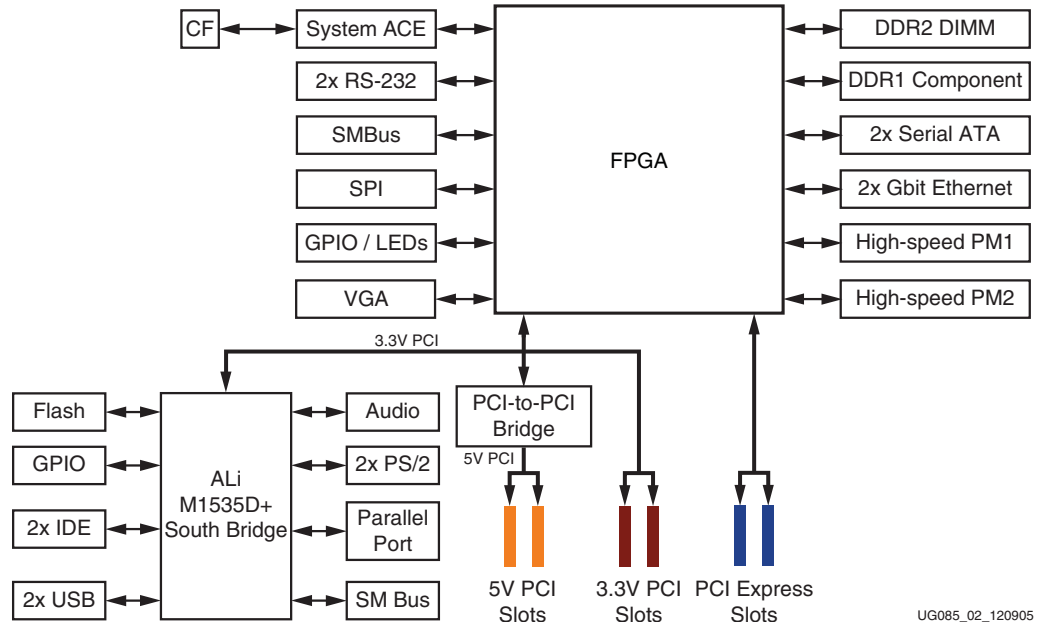 CF
System ACE
2x RS-232
SMBus
SPI
GPIO / LEDs
VGA
FPGA
DDR2 DIMM
DDR1 Component
2x Serial ATA
2x Gbit Ethernet
High-speed PM1
High-speed PM2
3.3V PCI
Flash
GPIO
2x IDE
2x USB
ALi
M1535D+
South Bridge
Audio
2x PS/2
Parallel
Port
SM Bus
PCI-to-PCI
Bridge
5V PCI
5V PCI
Slots
3.3V PCI
Slots
PCI Express
Slots
UG085_02_120905